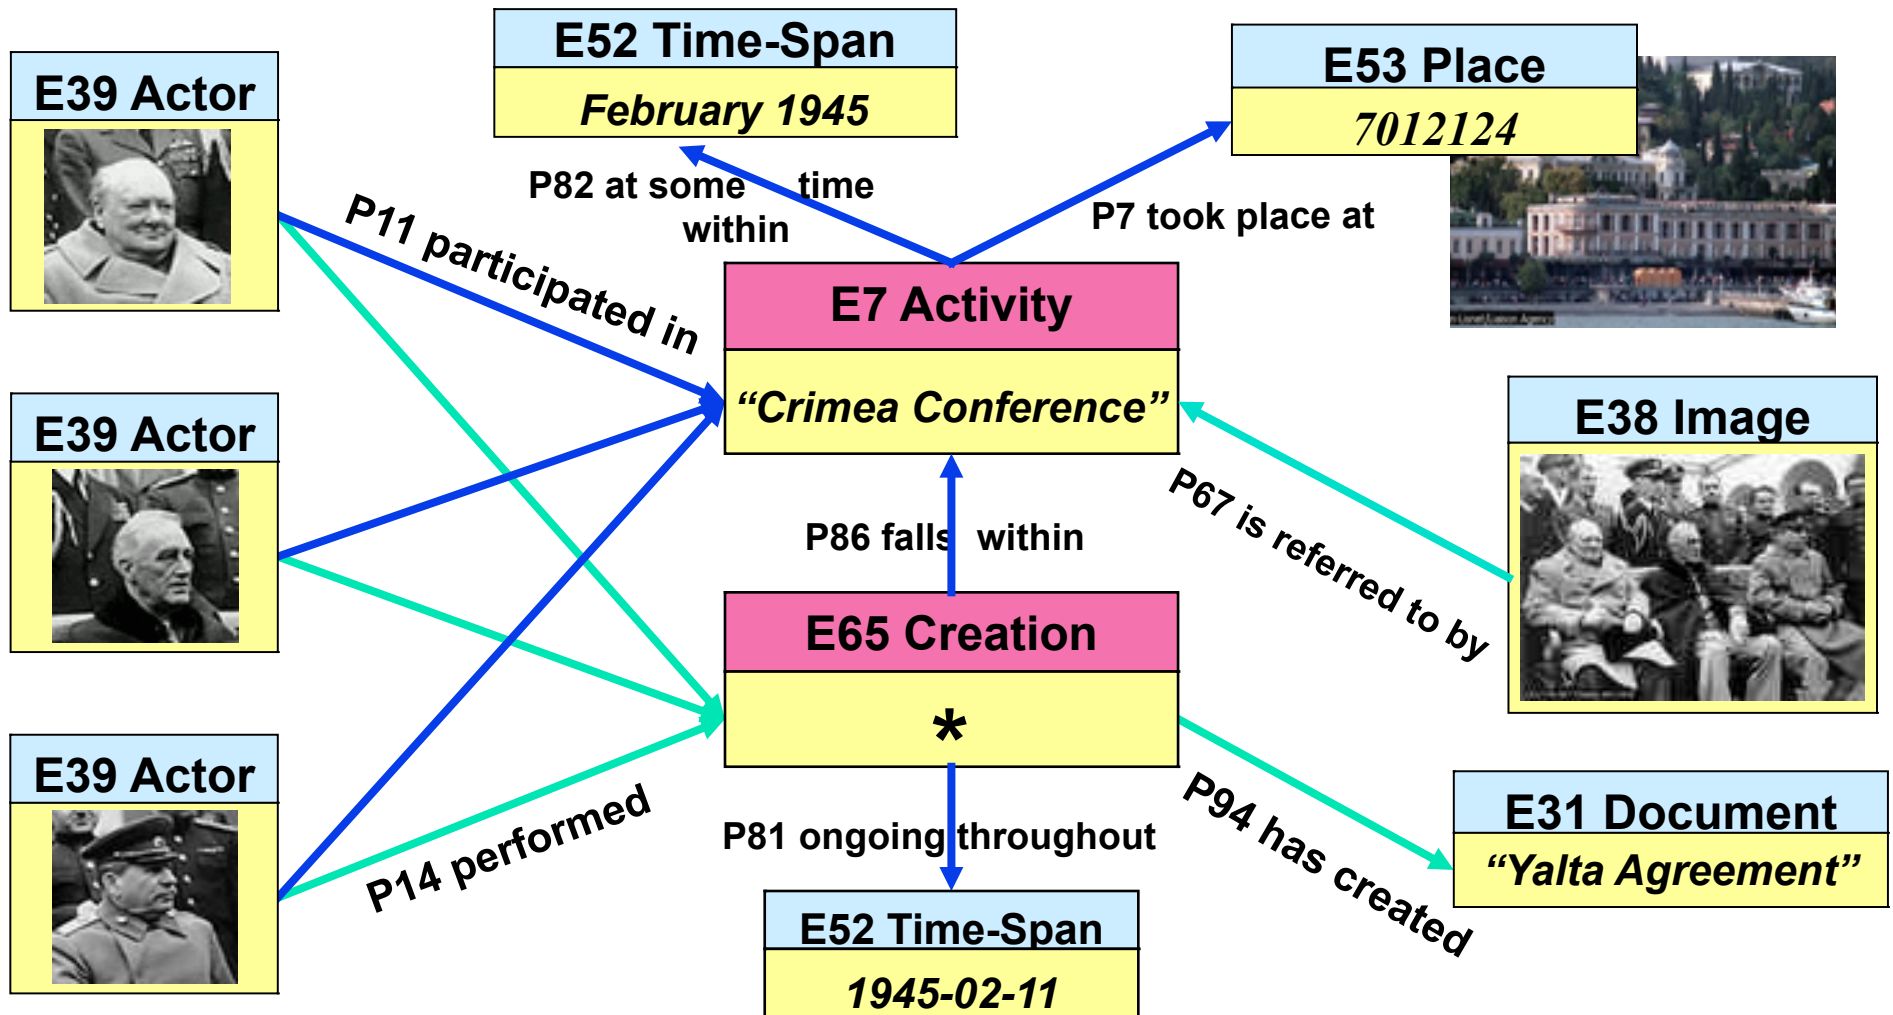 E52 Time-Span
February 1945
E53 Place
7012124
E39 Actor
P82 at some time
within
P7 took place at
P11 participated in
E7 Activity
“Crimea Conference”
E39 Actor
E38 Image
P86 falls within
P67 is referred to by
E65 Creation
*
E39 Actor
P14 performed
P81 ongoing throughout
P94 has created
E31 Document
“Yalta Agreement”
E52 Time-Span
1945-02-11